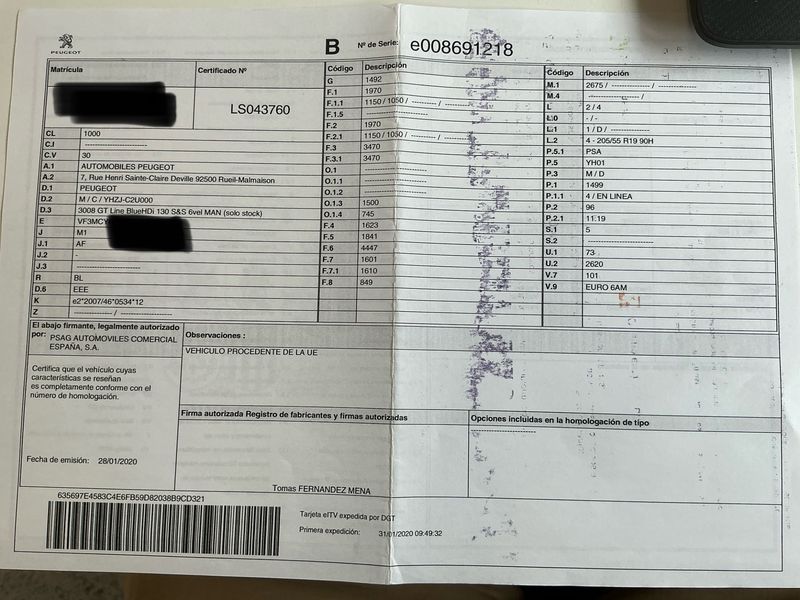 PEUGEOT
B Nº de Serie: e008691218
Matrícula
Certificado Nº
LS043760
CL 1000
C.I --------------------
C.V 30
A.1 AUTOMOBILES PEUGEOT
A.2 7, Rue Henri Sainte-Claire Deville 92500 Rueil-Malmaison
D.1 PEUGEOT
D.2 M / C / YHZJ-C2U000
D.3 3008 GT Line BlueHDi 130 S&S 6vel MAN (solo stock)
E VF3MCY
J M1
J.1 AF
J.2 -
J.3 --------------------
R BL
D.6 EEE
K e2*2007/46*0534*12
Z ------------ / ------------
Código Descripción
G 1492
F.1 1970
F.1.1 1150 / 1050 / ---------- / ----------
F.1.5 --------------------
F.2 1970
F.2.1 1150 / 1050 / ---------- / ----------
F.3 3470
F.3.1 3470
O.1 --------------------
O.1.1 --------------------
O.1.2 --------------------
O.1.3 1500
O.1.4 745
F.4 1623
F.5 1841
F.6 4447
F.7 1601
F.7.1 1610
F.8 849
Código Descripción
M.1 2675 / --------------- / ---------------
M.4 -------------------- /
L 2 / 4
L.0 - / -
L.1 1 / D / ---------------
L.2 4 - 205/55 R19 90H
P.5.1 PSA
P.5 YH01
P.3 M / D
P.1 1499
P.1.1 4 / EN LINEA
P.2 96
P.2.1 11.19
S.1 5
S.2 --------------------
U.1 73
U.2 2620
V.7 101
V.9 EURO 6AM
El abajo firmante, legalmente autorizado
por: PSAG AUTOMOVILES COMERCIAL
ESPAÑA, S.A.
Certifica que el vehículo cuyas
características se reseñan
es completamente conforme con el
número de homologación.
Fecha de emisión: 28/01/2020
Observaciones :
VEHICULO PROCEDENTE DE LA UE
Firma autorizada Registro de fabricantes y firmas autorizadas
Tomas FERNANDEZ MENA
Opciones incluidas en la homologación de tipo
--------------------
635697E4583C4E6FB59D82038B9CD321
Tarjeta eITV expedida por DGT
Primera expedición: 31/01/2020 09:49:32